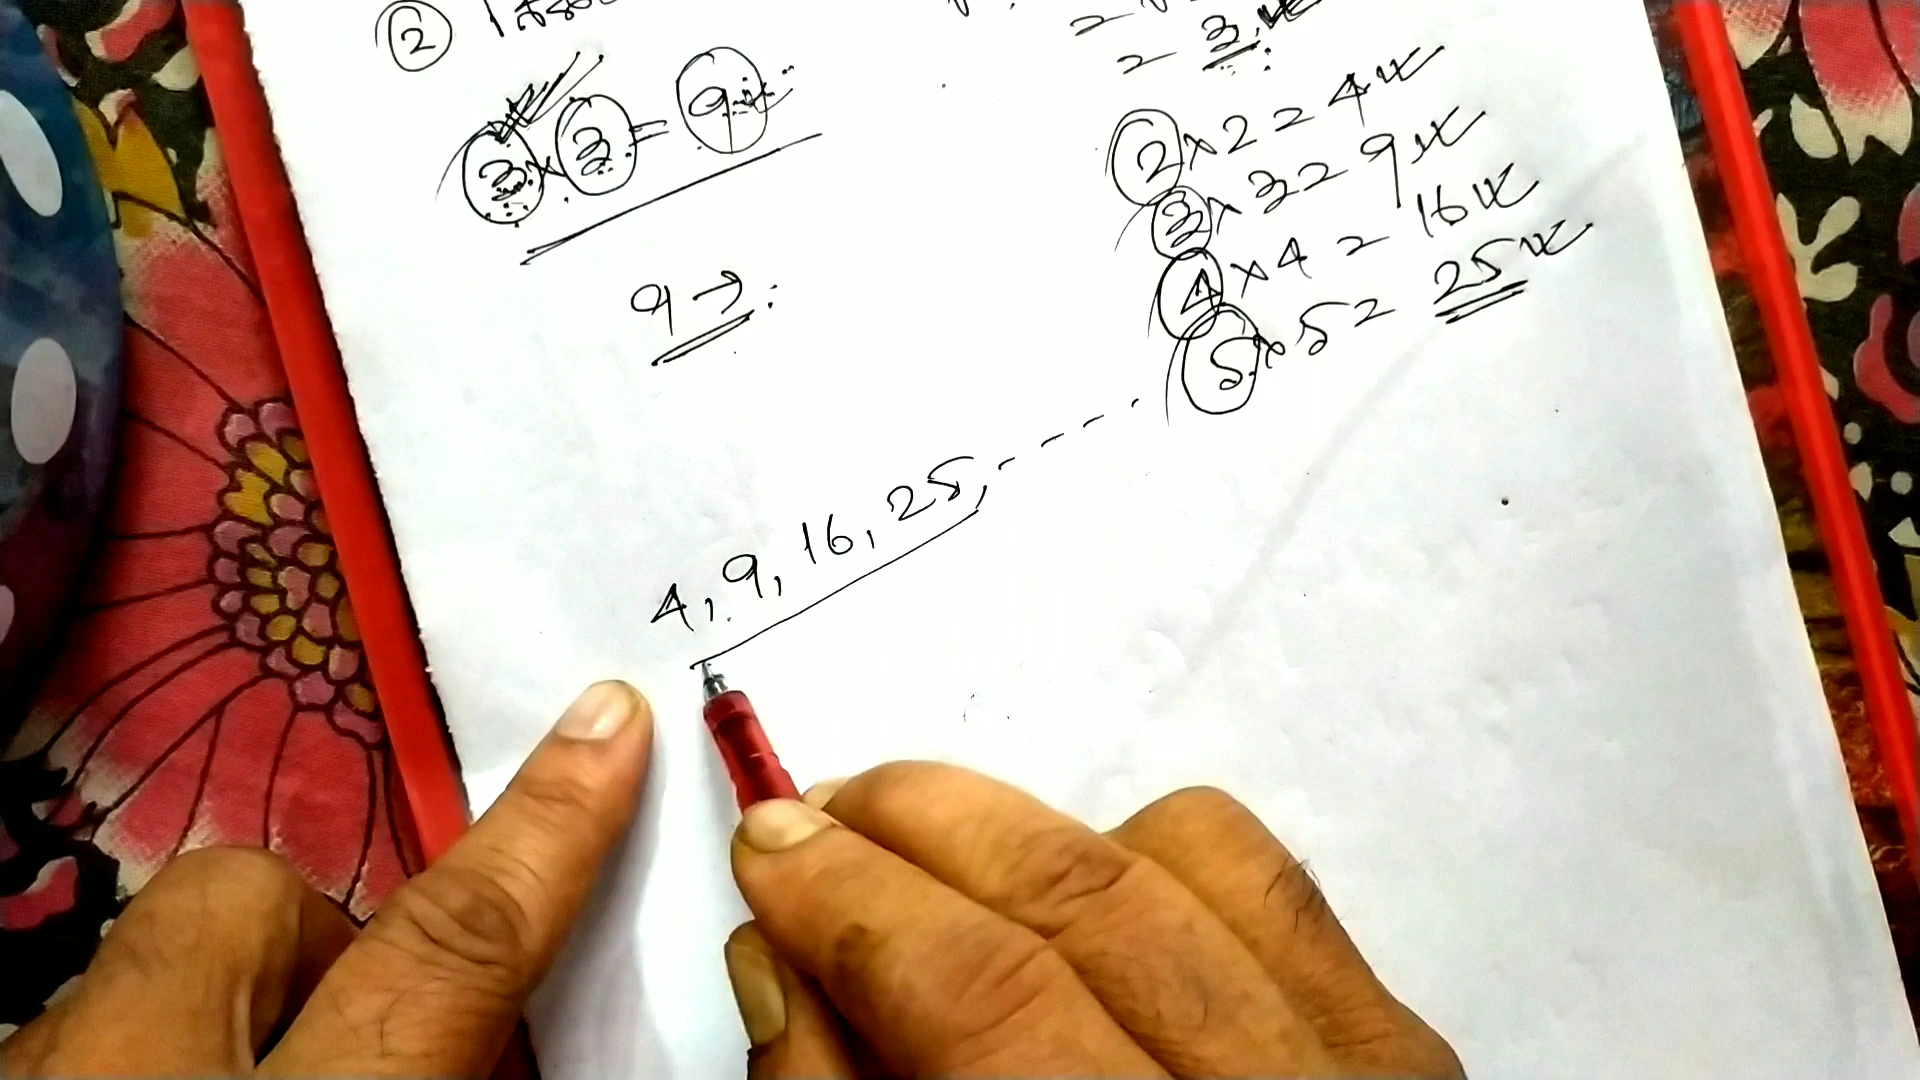 ②
3 × 3 = 9
9 → :
= 3
2 × 2 = 4
3 × 3 = 9
4 × 4 = 16
5 × 5 = 25
4, 9, 16, 25, - - - -